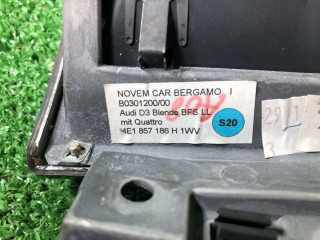 NOVEM CAR BERGAMO I
B0301200/00
Audi D3 Blende BFS LL
mit Quattro
4E1 857 186 H 1WV
S20